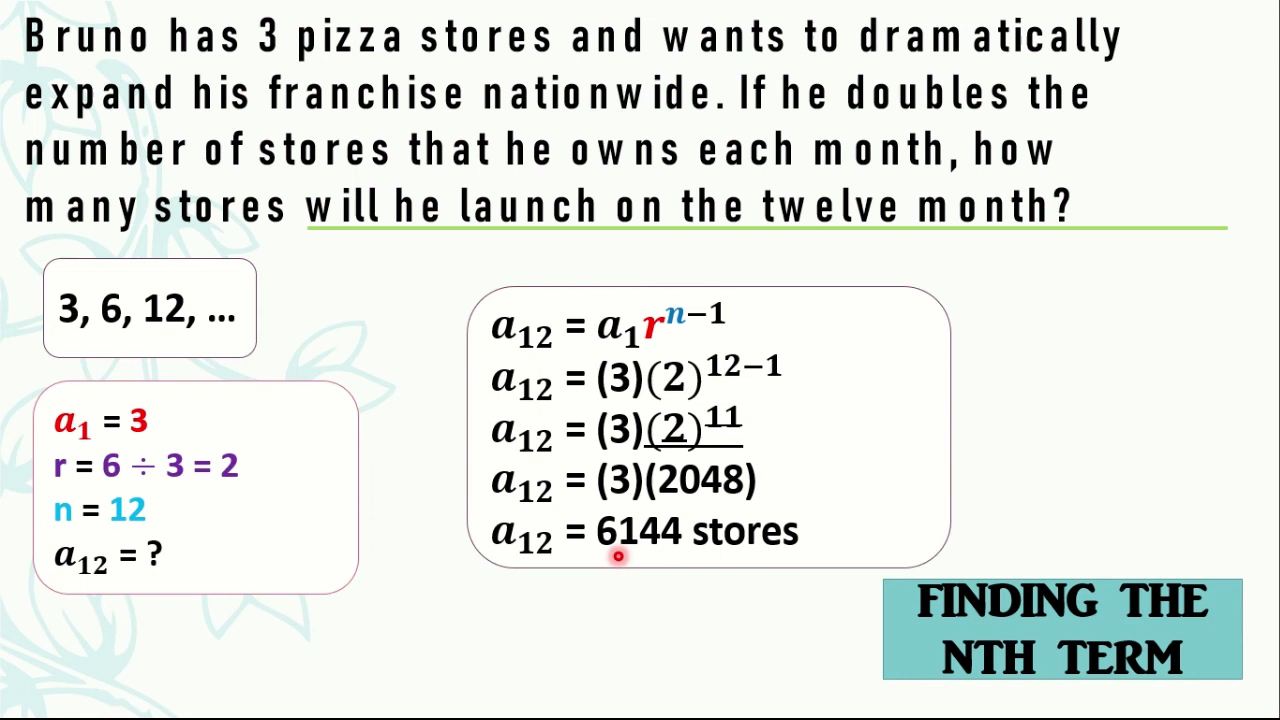 Bruno has 3 pizza stores and wants to dramatically
expand his franchise nationwide. If he doubles the
number of stores that he owns each month, how
many stores will he launch on the twelve month?
3, 6, 12, ...
a₁ = 3
r = 6 ÷ 3 = 2
n = 12
a₁₂ = ?
a₁₂ = a₁rⁿ⁻¹
a₁₂ = (3)(2)¹²⁻¹
a₁₂ = (3)(2)¹¹
a₁₂ = (3)(2048)
a₁₂ = 6144 stores
FINDING THE
NTH TERM